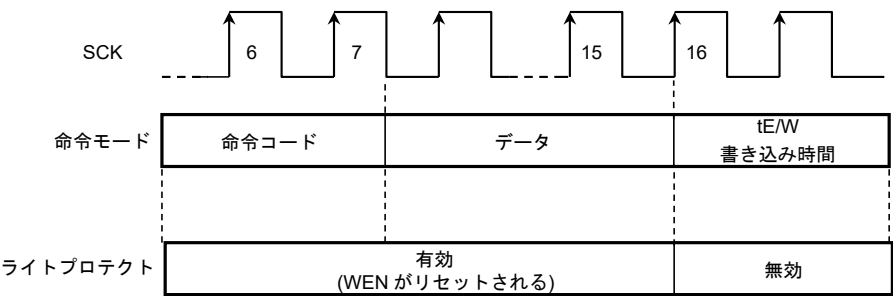 SCK
6
7
15
16
命令モード
命令コード
データ
tE/W
書き込み時間
ライトプロテクト
有効
(WEN がリセットされる)
無効